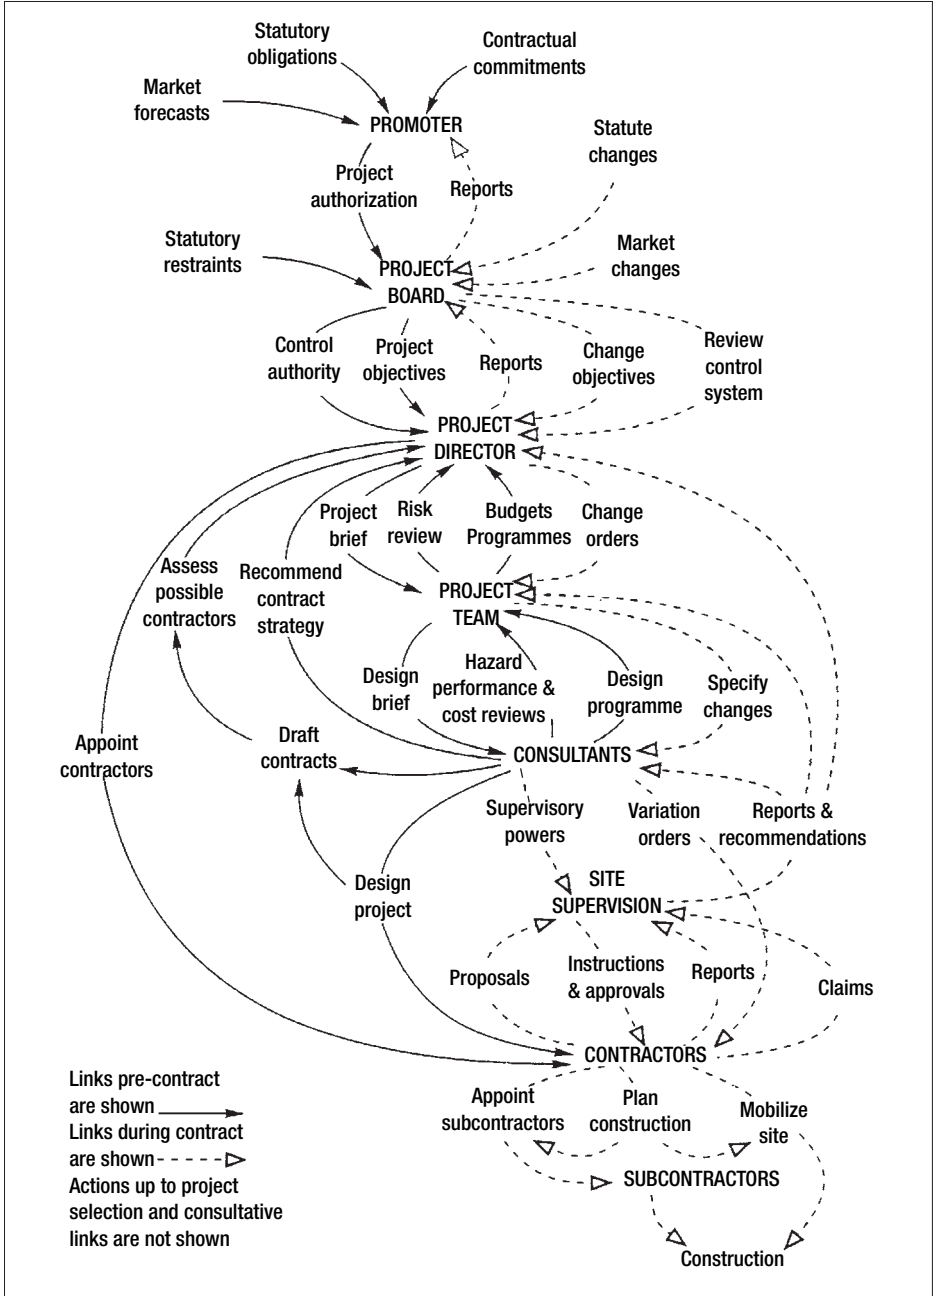 Statutory
obligations
Contractual
commitments
Market
forecasts
PROMOTER
Statute
changes
Project
authorization
Reports
Statutory
restraints
Market
changes
PROJECT
BOARD
Control
authority
Project
objectives
Reports
Change
objectives
Review
control
system
PROJECT
DIRECTOR
Project
brief
Risk
review
Budgets
Programmes
Change
orders
Assess
possible
contractors
Recommend
contract
strategy
PROJECT
TEAM
Design
brief
Hazard
performance &
cost reviews
Design
programme
Specify
changes
Appoint
contractors
Draft
contracts
CONSULTANTS
Supervisory
powers
Variation
orders
Reports &
recommendations
Design
project
SITE
SUPERVISION
Proposals
Instructions
& approvals
Reports
Claims
CONTRACTORS
Links pre-contract
are shown
Links during contract
are shown
Actions up to project
selection and consultative
links are not shown
Appoint
subcontractors
Plan
construction
Mobilize
site
SUBCONTRACTORS
Construction